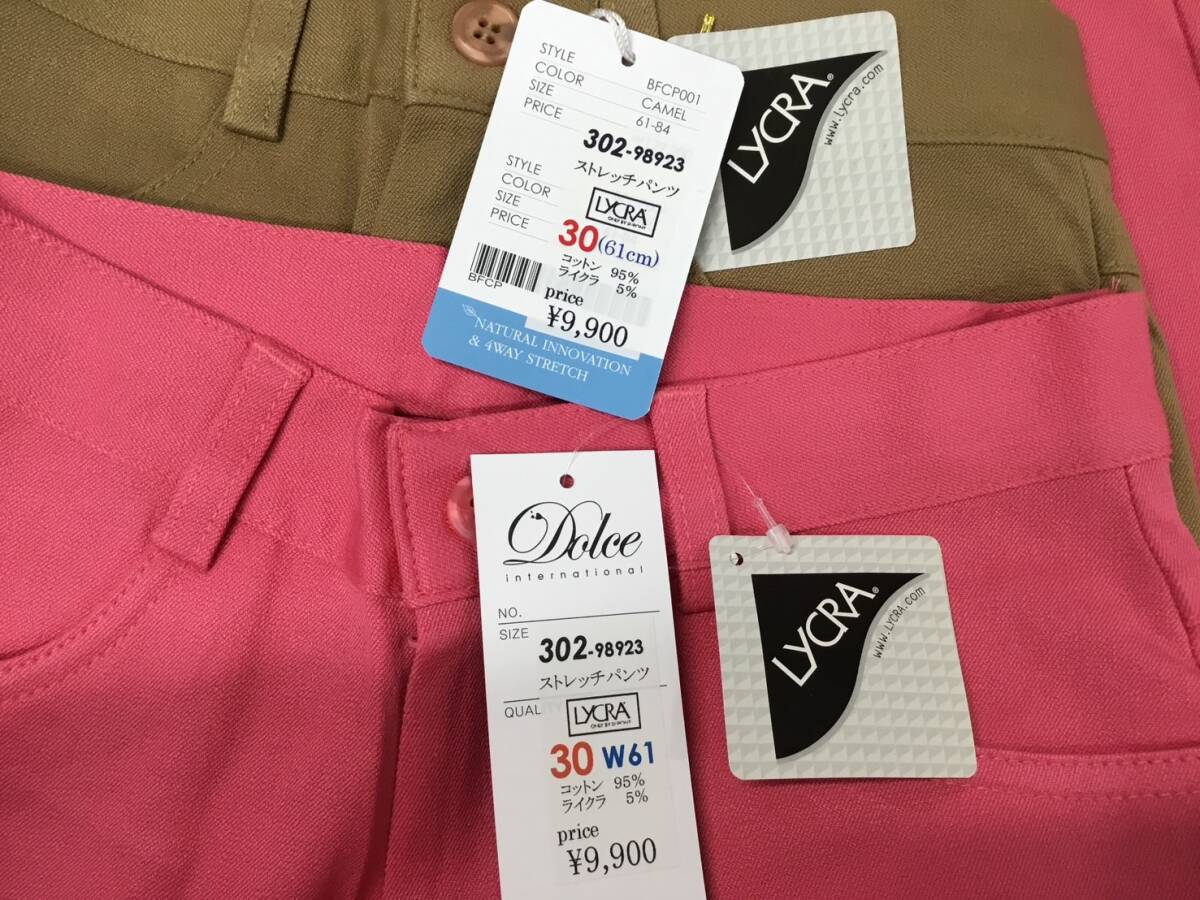 STYLE BFCP001
COLOR CAMEL
SIZE 61-84
PRICE
302-98923
ストレッチパンツ
STYLE
COLOR
SIZE
PRICE
LYCRA
30(61cm)
コットン 95%
ライクラ 5%
price
¥9,900
BFCP
NATURAL INNOVATION
& 4WAY STRETCH
LYCRA®
www.lycra.com
Dolce
international
NO.
SIZE
302-98923
ストレッチパンツ
QUAL
LYCRA
30 W61
コットン 95%
ライクラ 5%
price
¥9,900
LYCRA®
www.LYCRA.com